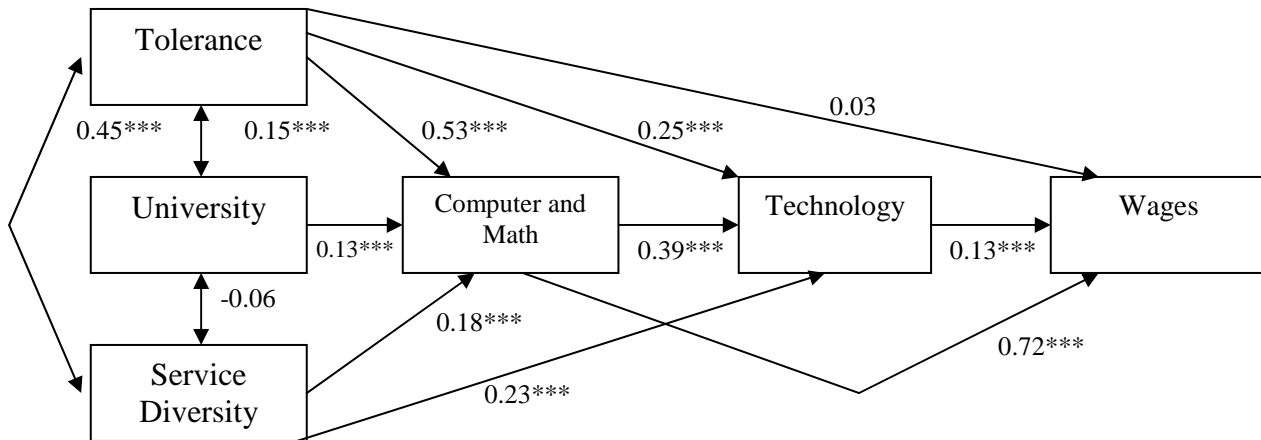 Tolerance
0.03
0.45***
0.15***
0.53***
0.25***
University
Computer and
Math
Technology
Wages
0.13***
0.39***
0.13***
-0.06
0.18***
0.72***
Service
Diversity
0.23***